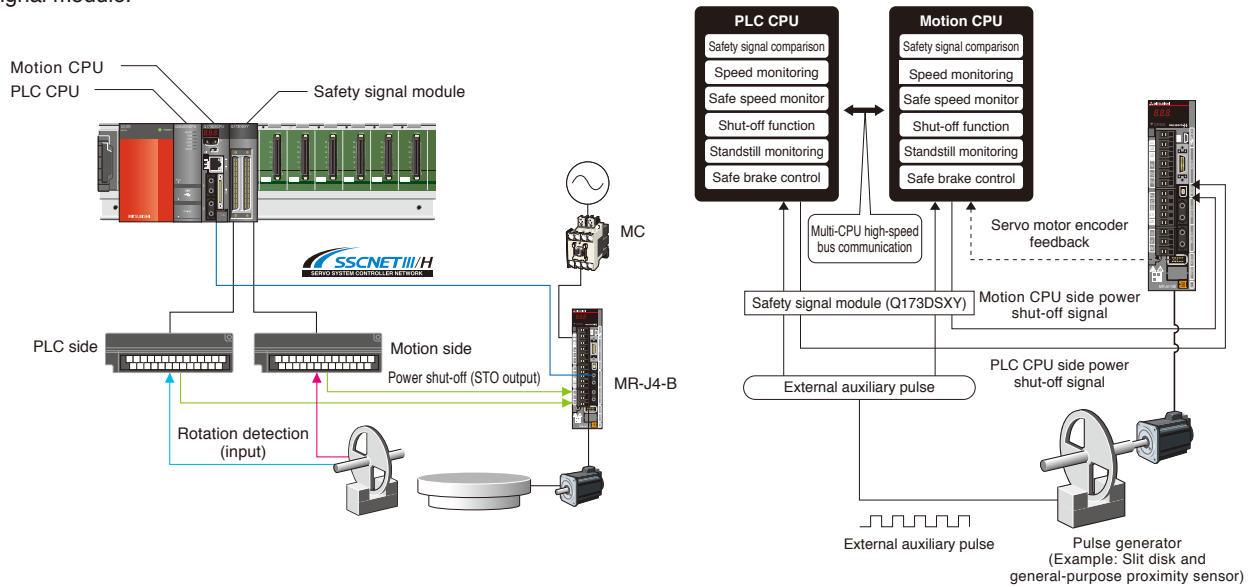 signal module.
Motion CPU
PLC CPU
Safety signal module
MITSUBISHI
SSCNETIII/H
SERVO SYSTEM CONTROLLER NETWORK
MC
PLC side
Motion side
Power shut-off (STO output)
MR-J4-B
Rotation detection
(input)
PLC CPU
Safety signal comparison
Speed monitoring
Safe speed monitor
Shut-off function
Standstill monitoring
Safe brake control
Motion CPU
Safety signal comparison
Speed monitoring
Safe speed monitor
Shut-off function
Standstill monitoring
Safe brake control
Multi-CPU high-speed
bus communication
Servo motor encoder
feedback
Safety signal module (Q173DSXY)
Motion CPU side power
shut-off signal
PLC CPU side power
shut-off signal
External auxiliary pulse
External auxiliary pulse
Pulse generator
(Example: Slit disk and
general-purpose proximity sensor)